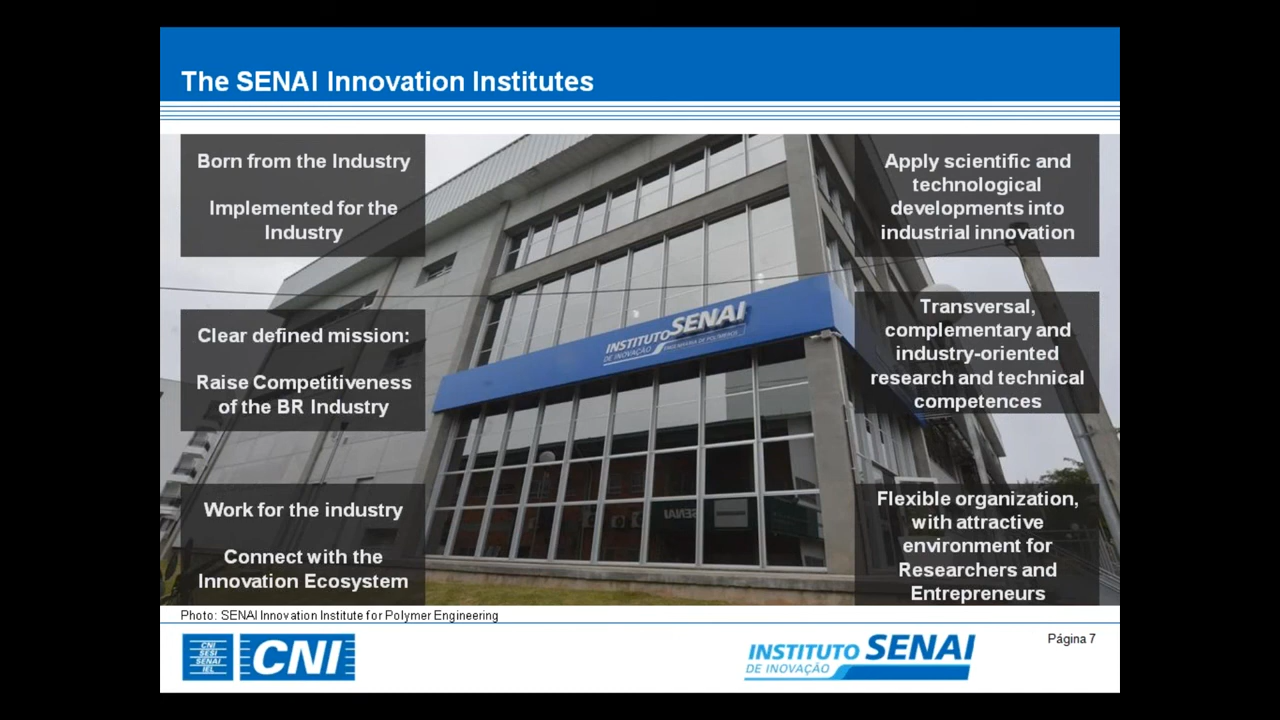 The SENAI Innovation Institutes
Born from the Industry
Implemented for the
Industry
Clear defined mission:
Raise Competitiveness
of the BR Industry
Work for the industry
Connect with the
Innovation Ecosystem
Apply scientific and
technological
developments into
industrial innovation
Transversal,
complementary and
industry-oriented
research and technical
competences
Flexible organization,
with attractive
environment for
Researchers and
Entrepreneurs
INSTITUTO SENAI
DE INOVAÇÃO ENGENHARIA DE POLÍMEROS
SENAI
Photo: SENAI Innovation Institute for Polymer Engineering
CNI
SESI
SENAI
IEL
CNI
INSTITUTO SENAI
DE INOVAÇÃO
Página 7